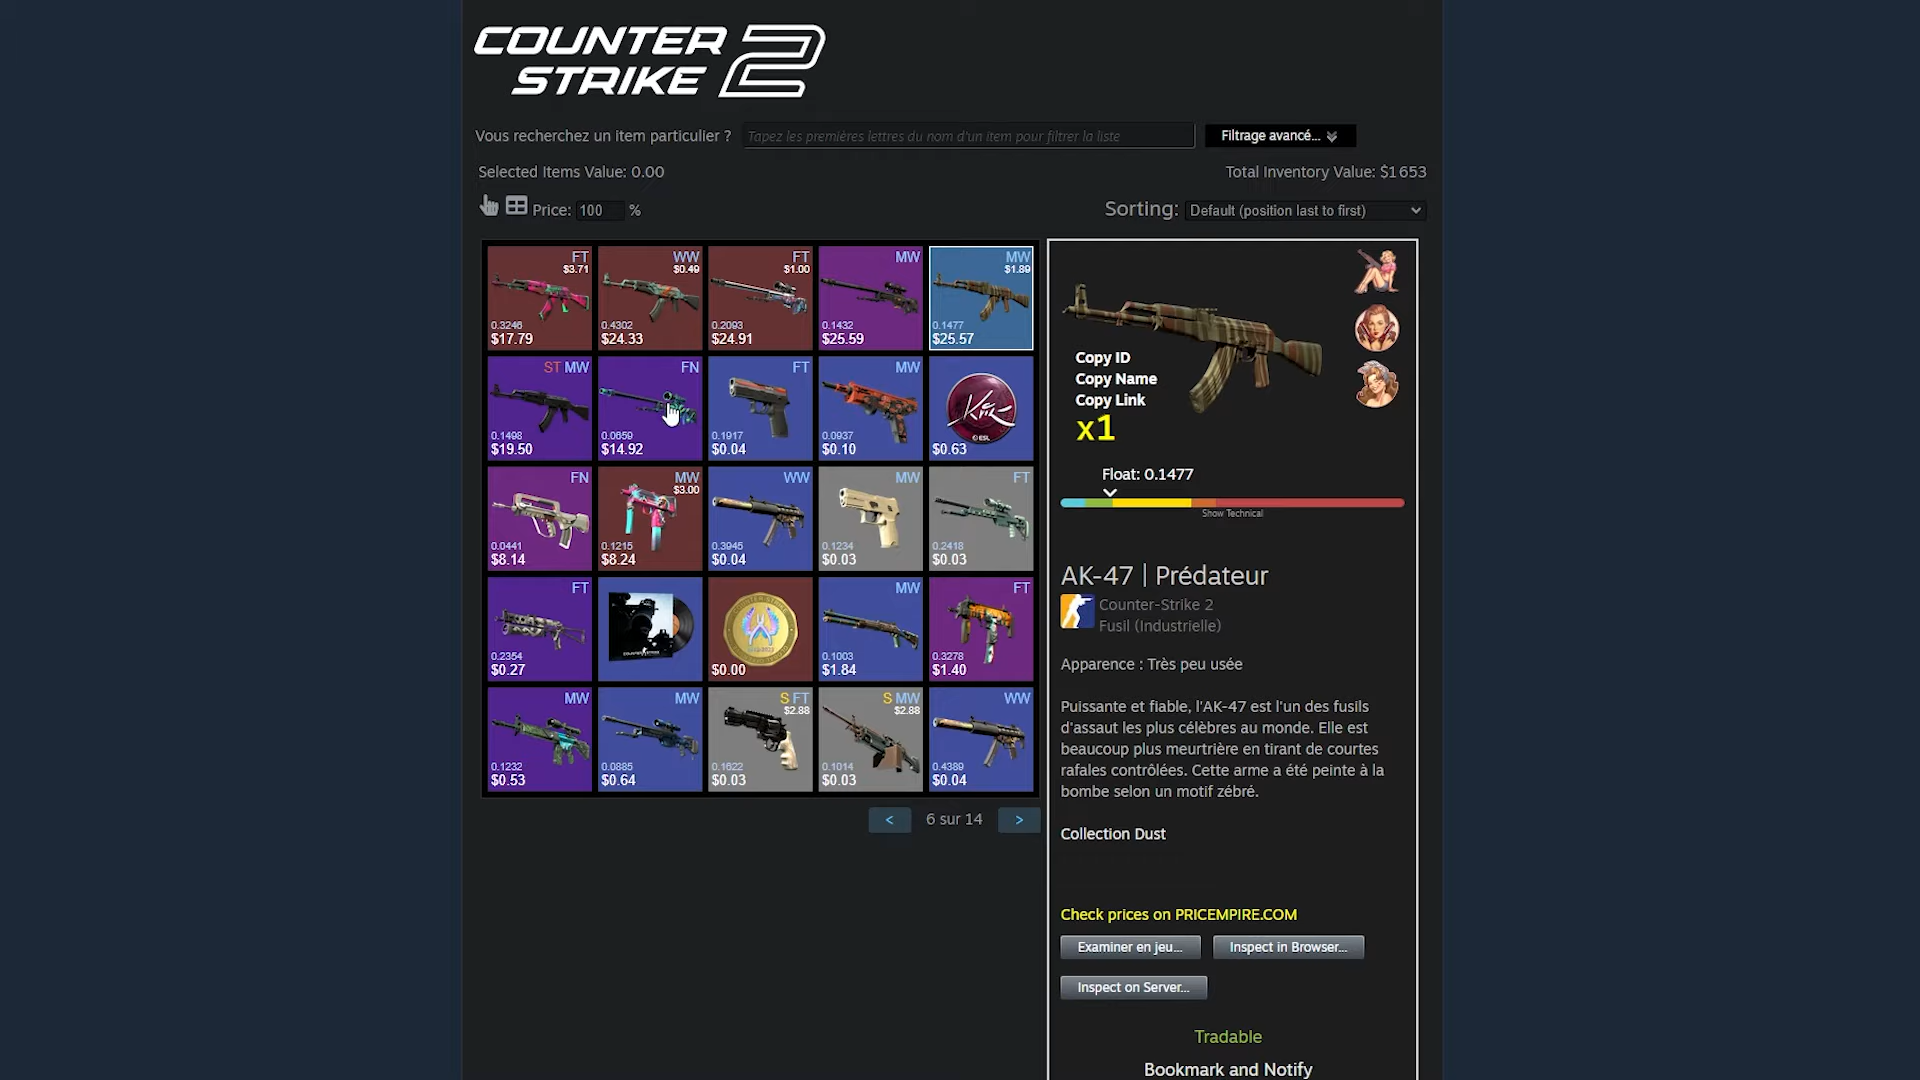 COUNTER
STRIKE 2
Vous recherchez un item particulier ?
Tapez les premières lettres du nom d'un item pour filtrer la liste
Filtrage avancé...
Selected Items Value: 0.00
Total Inventory Value: $1653
Price: 100 %
Sorting: Default (position last to first)
FT
$3.71
0.3246
$17.79
WW
$0.49
0.4302
$24.33
FT
$1.00
0.2093
$24.91
MW
0.1432
$25.59
MW
$1.89
0.1477
$25.57
ST MW
0.1498
$19.50
FN
0.0659
$14.92
FT
0.1917
$0.04
MW
0.0937
$0.10
ESL
$0.63
FN
0.0441
$8.14
MW
$3.00
0.1215
$8.24
WW
0.3945
$0.04
MW
0.1234
$0.03
FT
0.2418
$0.03
FT
0.2354
$0.27
$0.00
MW
0.1003
$1.84
FT
0.3278
$1.40
MW
0.1232
$0.53
MW
0.0885
$0.64
S FT
$2.88
0.1622
$0.03
S MW
$2.88
0.1014
$0.03
WW
0.4389
$0.04
< 6 sur 14 >
Copy ID
Copy Name
Copy Link
x1
Float: 0.1477
Show Technical
AK-47 | Prédateur
Counter-Strike 2
Fusil (Industrielle)
Apparence : Très peu usée
Puissante et fiable, l'AK-47 est l'un des fusils
d'assaut les plus célèbres au monde. Elle est
beaucoup plus meurtrière en tirant de courtes
rafales contrôlées. Cette arme a été peinte à la
bombe selon un motif zébré.
Collection Dust
Check prices on PRICEMPIRE.COM
Examiner en jeu...
Inspect in Browser...
Inspect on Server...
Tradable
Bookmark and Notify